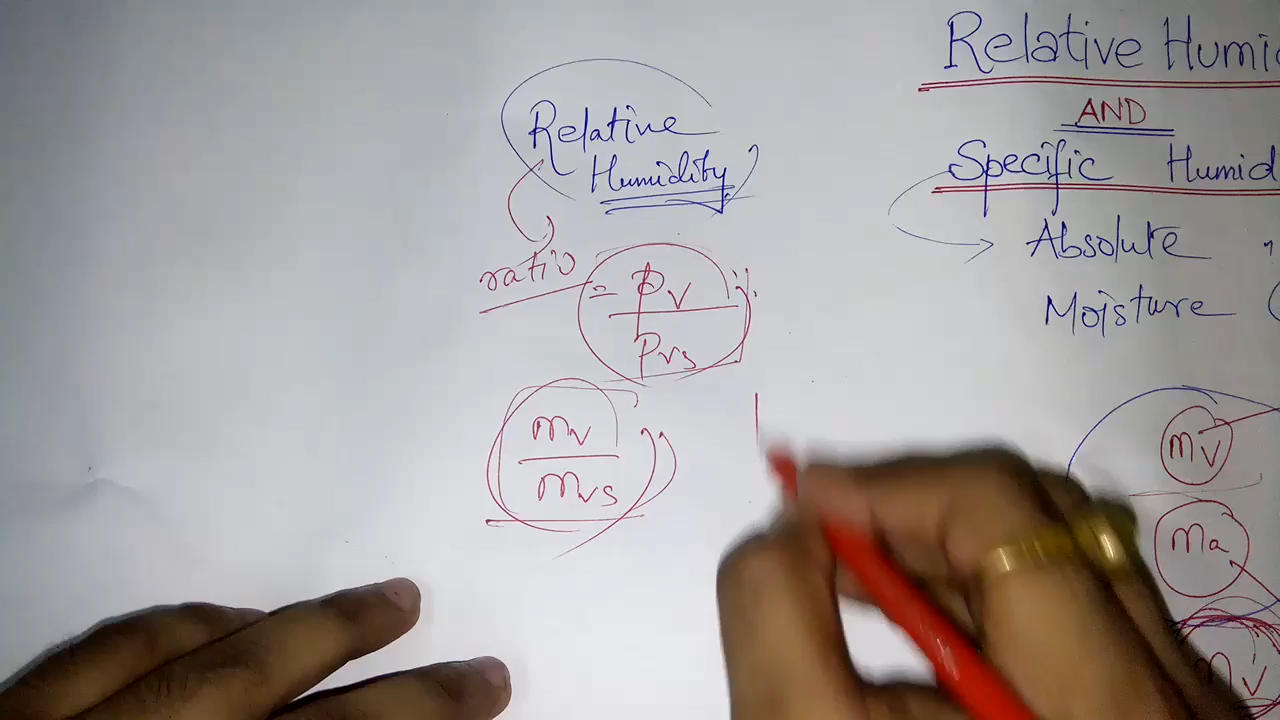 Relative
Humidity
ratio
= Pv %
Pvs
mv
mvs
Relative Humi
AND
Specific Humid
Absolute
Moisture (
mv
ma